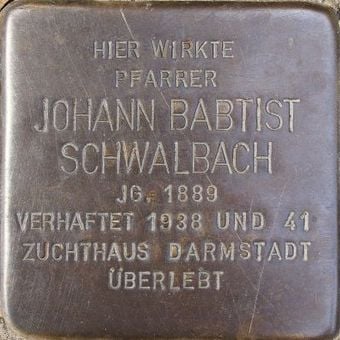 HIER WIRKTE
PFARRER
JOHANN BABTIST
SCHWALBACH
JG. 1889
VERHAFTET 1938 UND 41
ZUCHTHAUS DARMSTADT
ÜBERLEBT